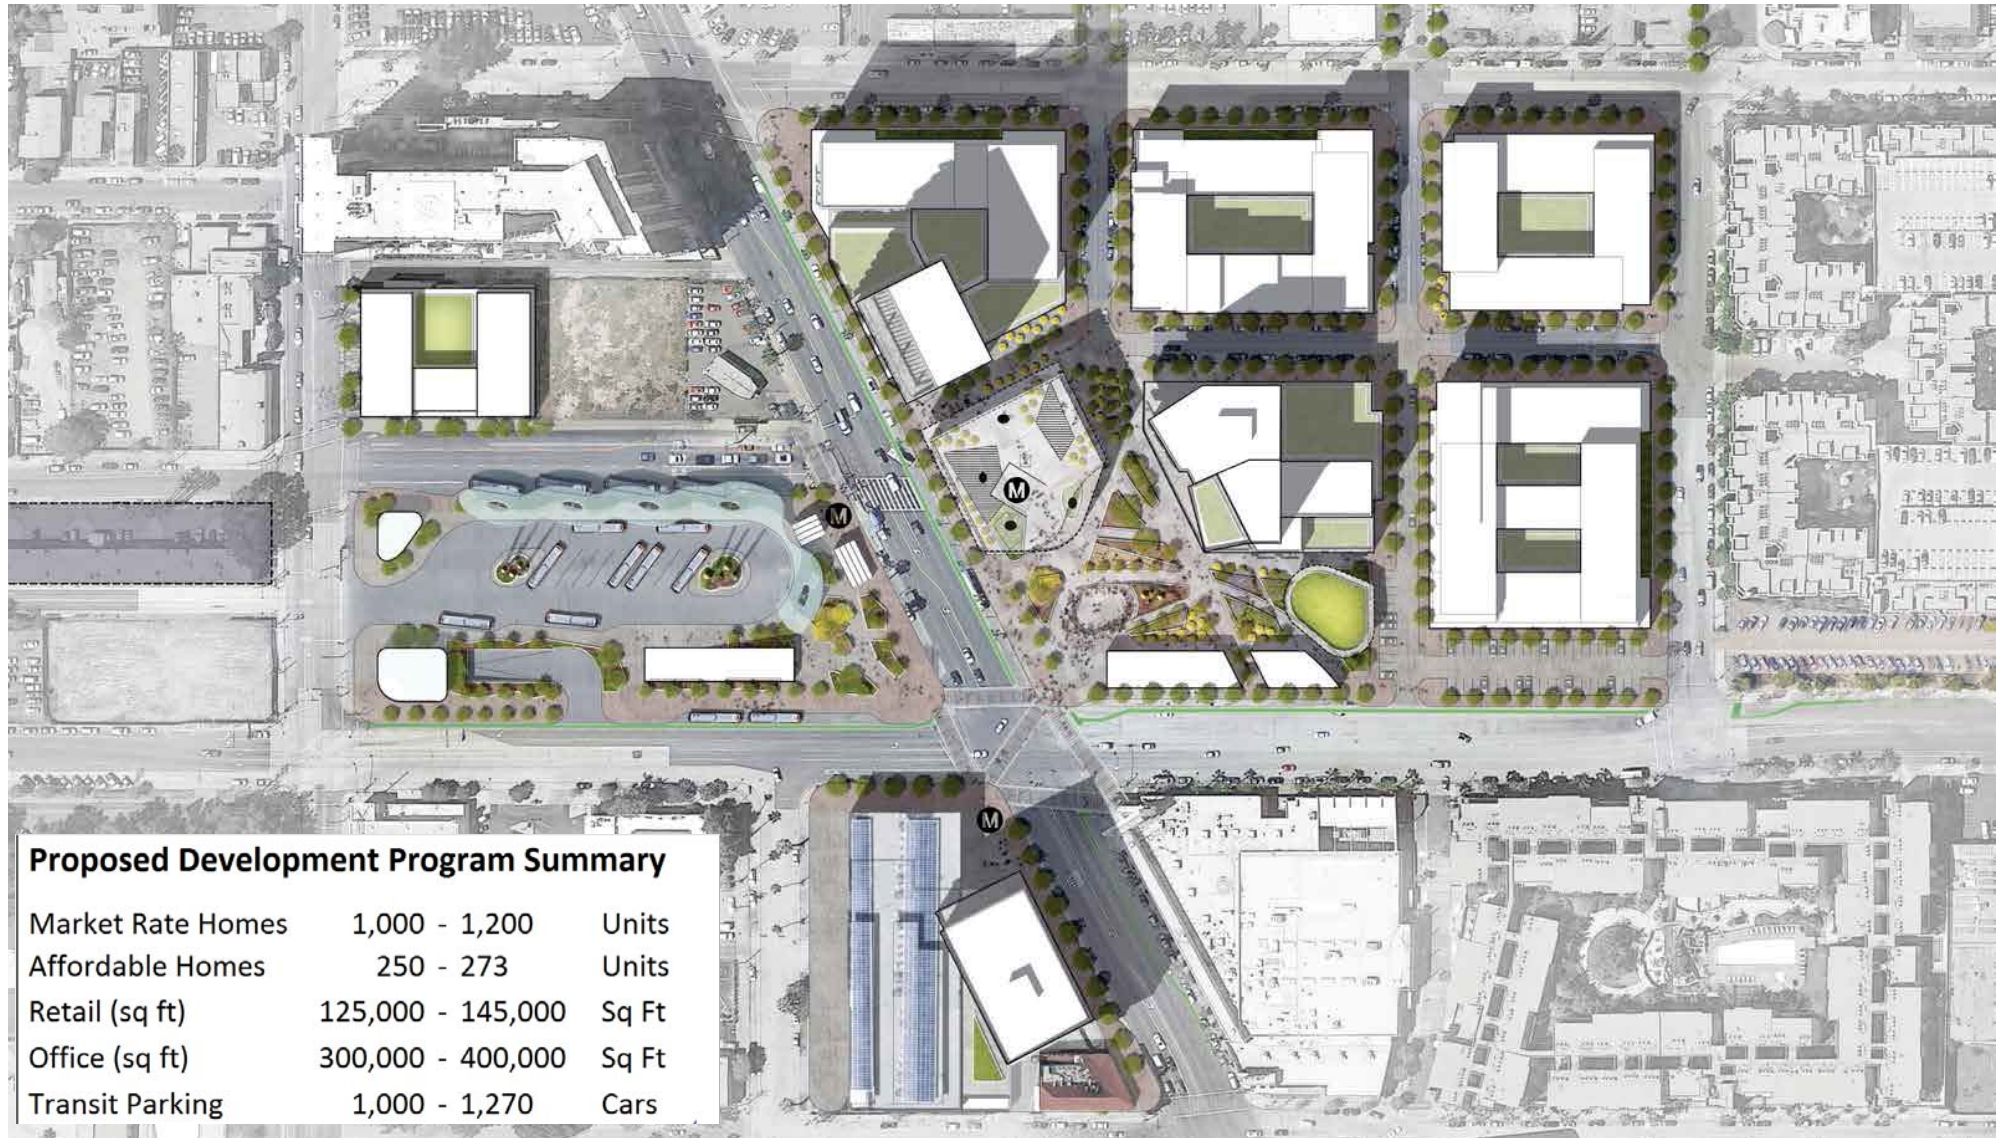 M
M
M
Proposed Development Program Summary
Market Rate Homes 1,000 - 1,200 Units
Affordable Homes 250 - 273 Units
Retail (sq ft) 125,000 - 145,000 Sq Ft
Office (sq ft) 300,000 - 400,000 Sq Ft
Transit Parking 1,000 - 1,270 Cars